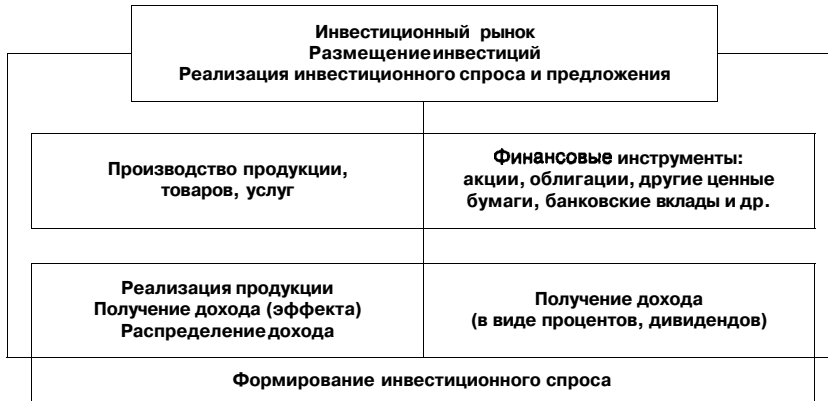 Инвестиционный рынок
Размещение инвестиций
Реализация инвестиционного спроса и предложения
Производство продукции,
товаров, услуг
Финансовые инструменты:
акции, облигации, другие ценные
бумаги, банковские вклады и др.
Реализация продукции
Получение дохода (эффекта)
Распределение дохода
Получение дохода
(в виде процентов, дивидендов)
Формирование инвестиционного спроса